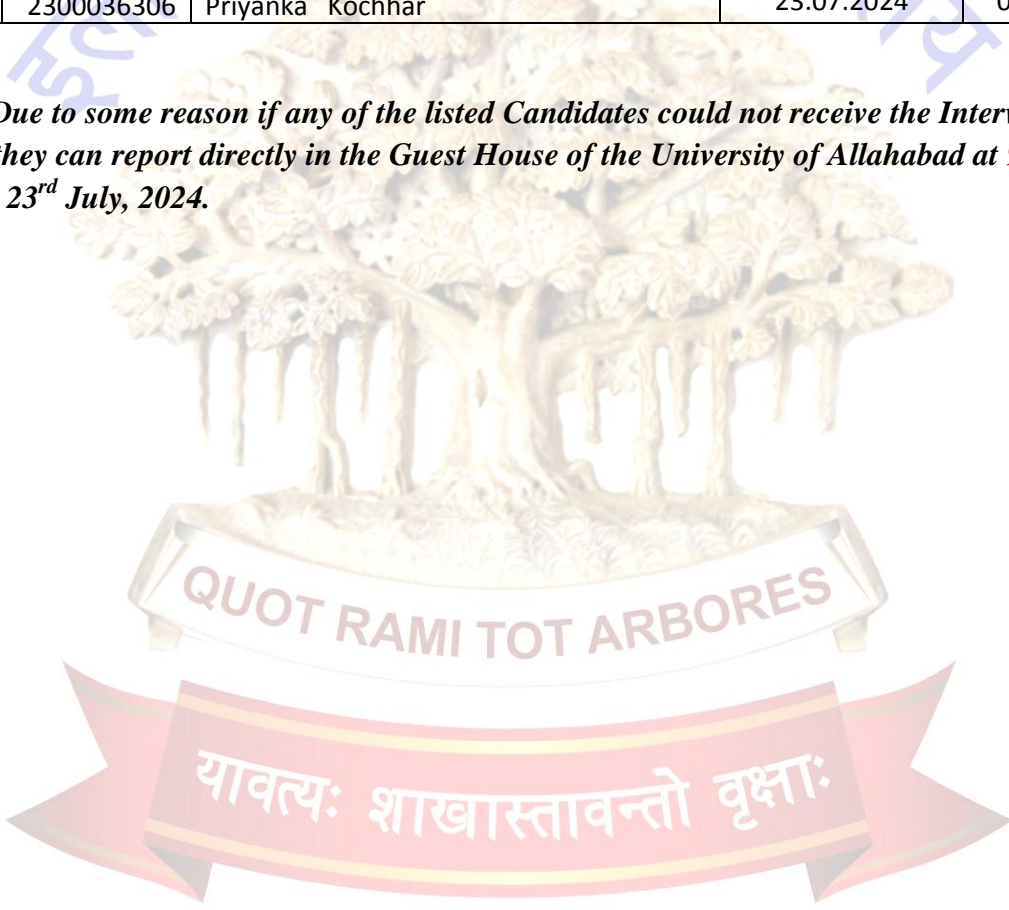 2300036306 Priyanka Kochhar 23.07.2024 0
Due to some reason if any of the listed Candidates could not receive the Interv
they can report directly in the Guest House of the University of Allahabad at
23rd July, 2024.
QUOT RAMI TOT ARBORES
यावत्यः शाखास्तावन्तो वृक्षाः